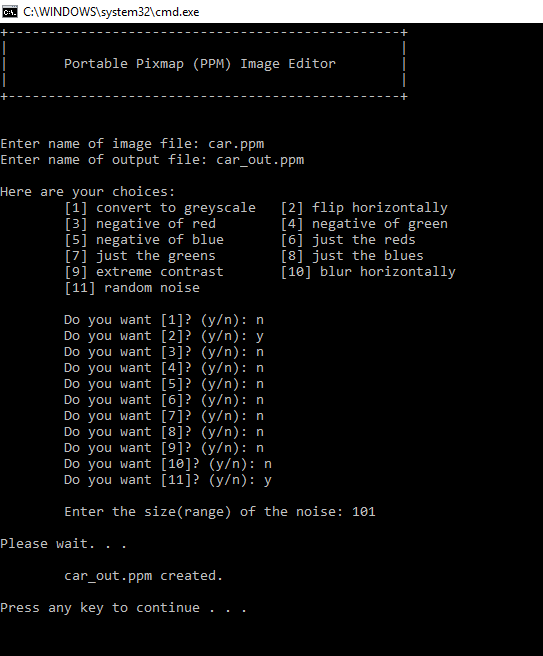 C:\WINDOWS\system32\cmd.exe
+-------------------------------------------------+
|                                                 |
|       Portable Pixmap (PPM) Image Editor        |
|                                                 |
+-------------------------------------------------+
Enter name of image file: car.ppm
Enter name of output file: car_out.ppm
Here are your choices:
[1] convert to greyscale   [2] flip horizontally
[3] negative of red        [4] negative of green
[5] negative of blue       [6] just the reds
[7] just the greens        [8] just the blues
[9] extreme contrast       [10] blur horizontally
[11] random noise
Do you want [1]? (y/n): n
Do you want [2]? (y/n): y
Do you want [3]? (y/n): n
Do you want [4]? (y/n): n
Do you want [5]? (y/n): n
Do you want [6]? (y/n): n
Do you want [7]? (y/n): n
Do you want [8]? (y/n): n
Do you want [9]? (y/n): n
Do you want [10]? (y/n): n
Do you want [11]? (y/n): y
Enter the size(range) of the noise: 101
Please wait. . .
car_out.ppm created.
Press any key to continue . . .